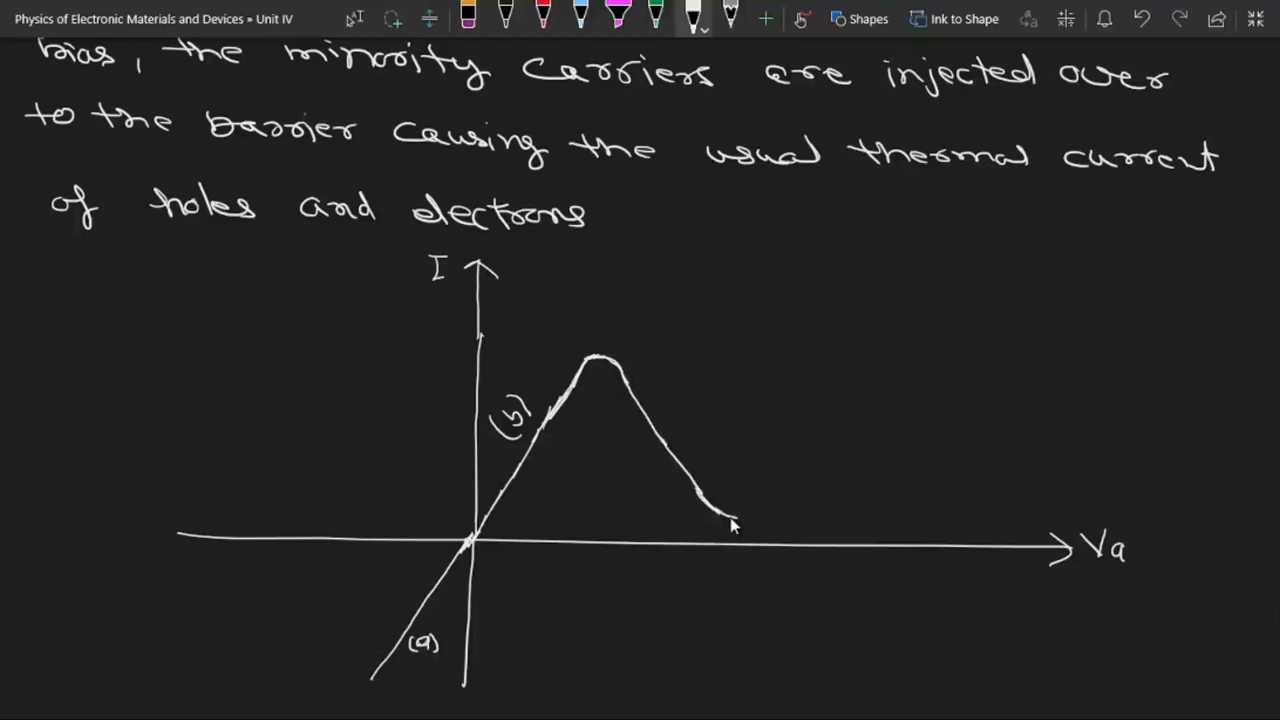 Physics of Electronic Materials and Devices » Unit IV
Shapes
Ink to Shape
bias, the minority carriers are injected over
to the barrier causing the usual thermal current
of holes and electrons
I
(b)
Va
(a)